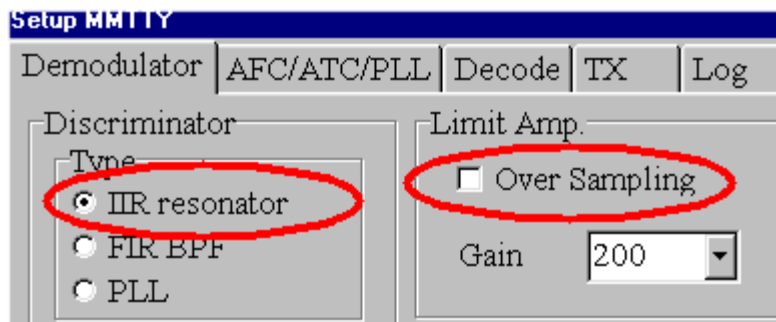 Setup MMTTY
Demodulator AFC/ATC/PLL Decode TX Log
Discriminator
Type
IIR resonator
FIR BPF
PLL
Limit Amp.
Over Sampling
Gain 200